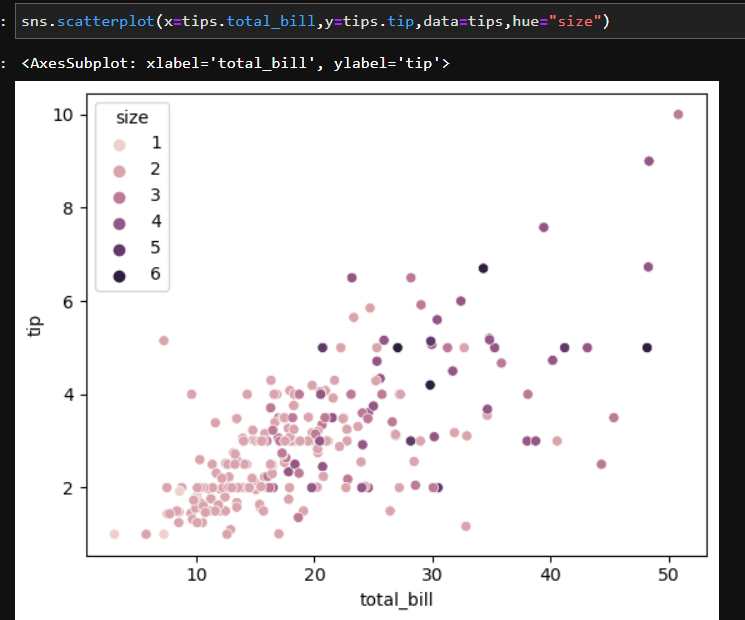 : sns.scatterplot(x=tips.total_bill,y=tips.tip,data=tips,hue="size")
: <AxesSubplot: xlabel='total_bill', ylabel='tip'>
size
1
2
3
4
5
6
10
8
6
4
2
tip
10 20 30 40 50
total_bill